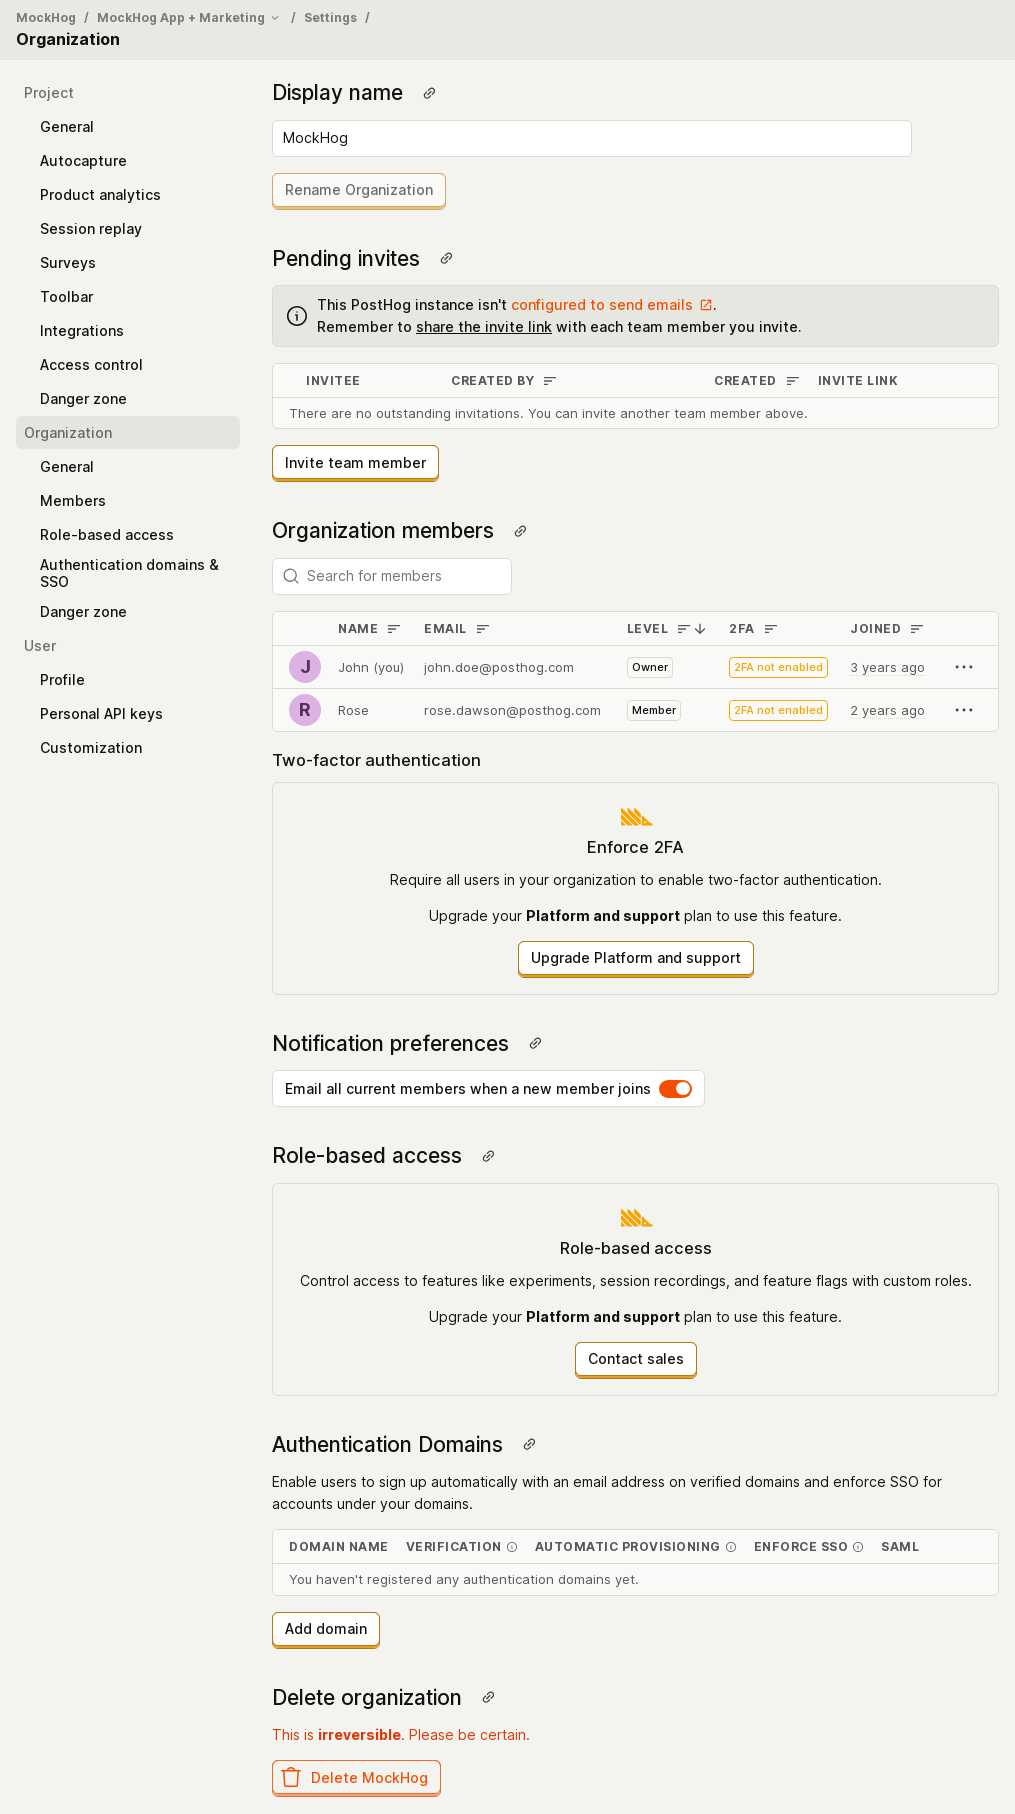 MockHog / MockHog App + Marketing / Settings /
Organization
Project
General
Autocapture
Product analytics
Session replay
Surveys
Toolbar
Integrations
Access control
Danger zone
Organization
General
Members
Role-based access
Authentication domains &
SSO
Danger zone
User
Profile
Personal API keys
Customization
Display name
MockHog
Rename Organization
Pending invites
This PostHog instance isn't configured to send emails.
Remember to share the invite link with each team member you invite.
INVITEE CREATED BY CREATED INVITE LINK
There are no outstanding invitations. You can invite another team member above.
Invite team member
Organization members
Search for members
NAME EMAIL LEVEL 2FA JOINED
J John (you) john.doe@posthog.com Owner 2FA not enabled 3 years ago
R Rose rose.dawson@posthog.com Member 2FA not enabled 2 years ago
Two-factor authentication
Enforce 2FA
Require all users in your organization to enable two-factor authentication.
Upgrade your Platform and support plan to use this feature.
Upgrade Platform and support
Notification preferences
Email all current members when a new member joins
Role-based access
Role-based access
Control access to features like experiments, session recordings, and feature flags with custom roles.
Upgrade your Platform and support plan to use this feature.
Contact sales
Authentication Domains
Enable users to sign up automatically with an email address on verified domains and enforce SSO for
accounts under your domains.
DOMAIN NAME VERIFICATION AUTOMATIC PROVISIONING ENFORCE SSO SAML
You haven't registered any authentication domains yet.
Add domain
Delete organization
This is irreversible. Please be certain.
Delete MockHog